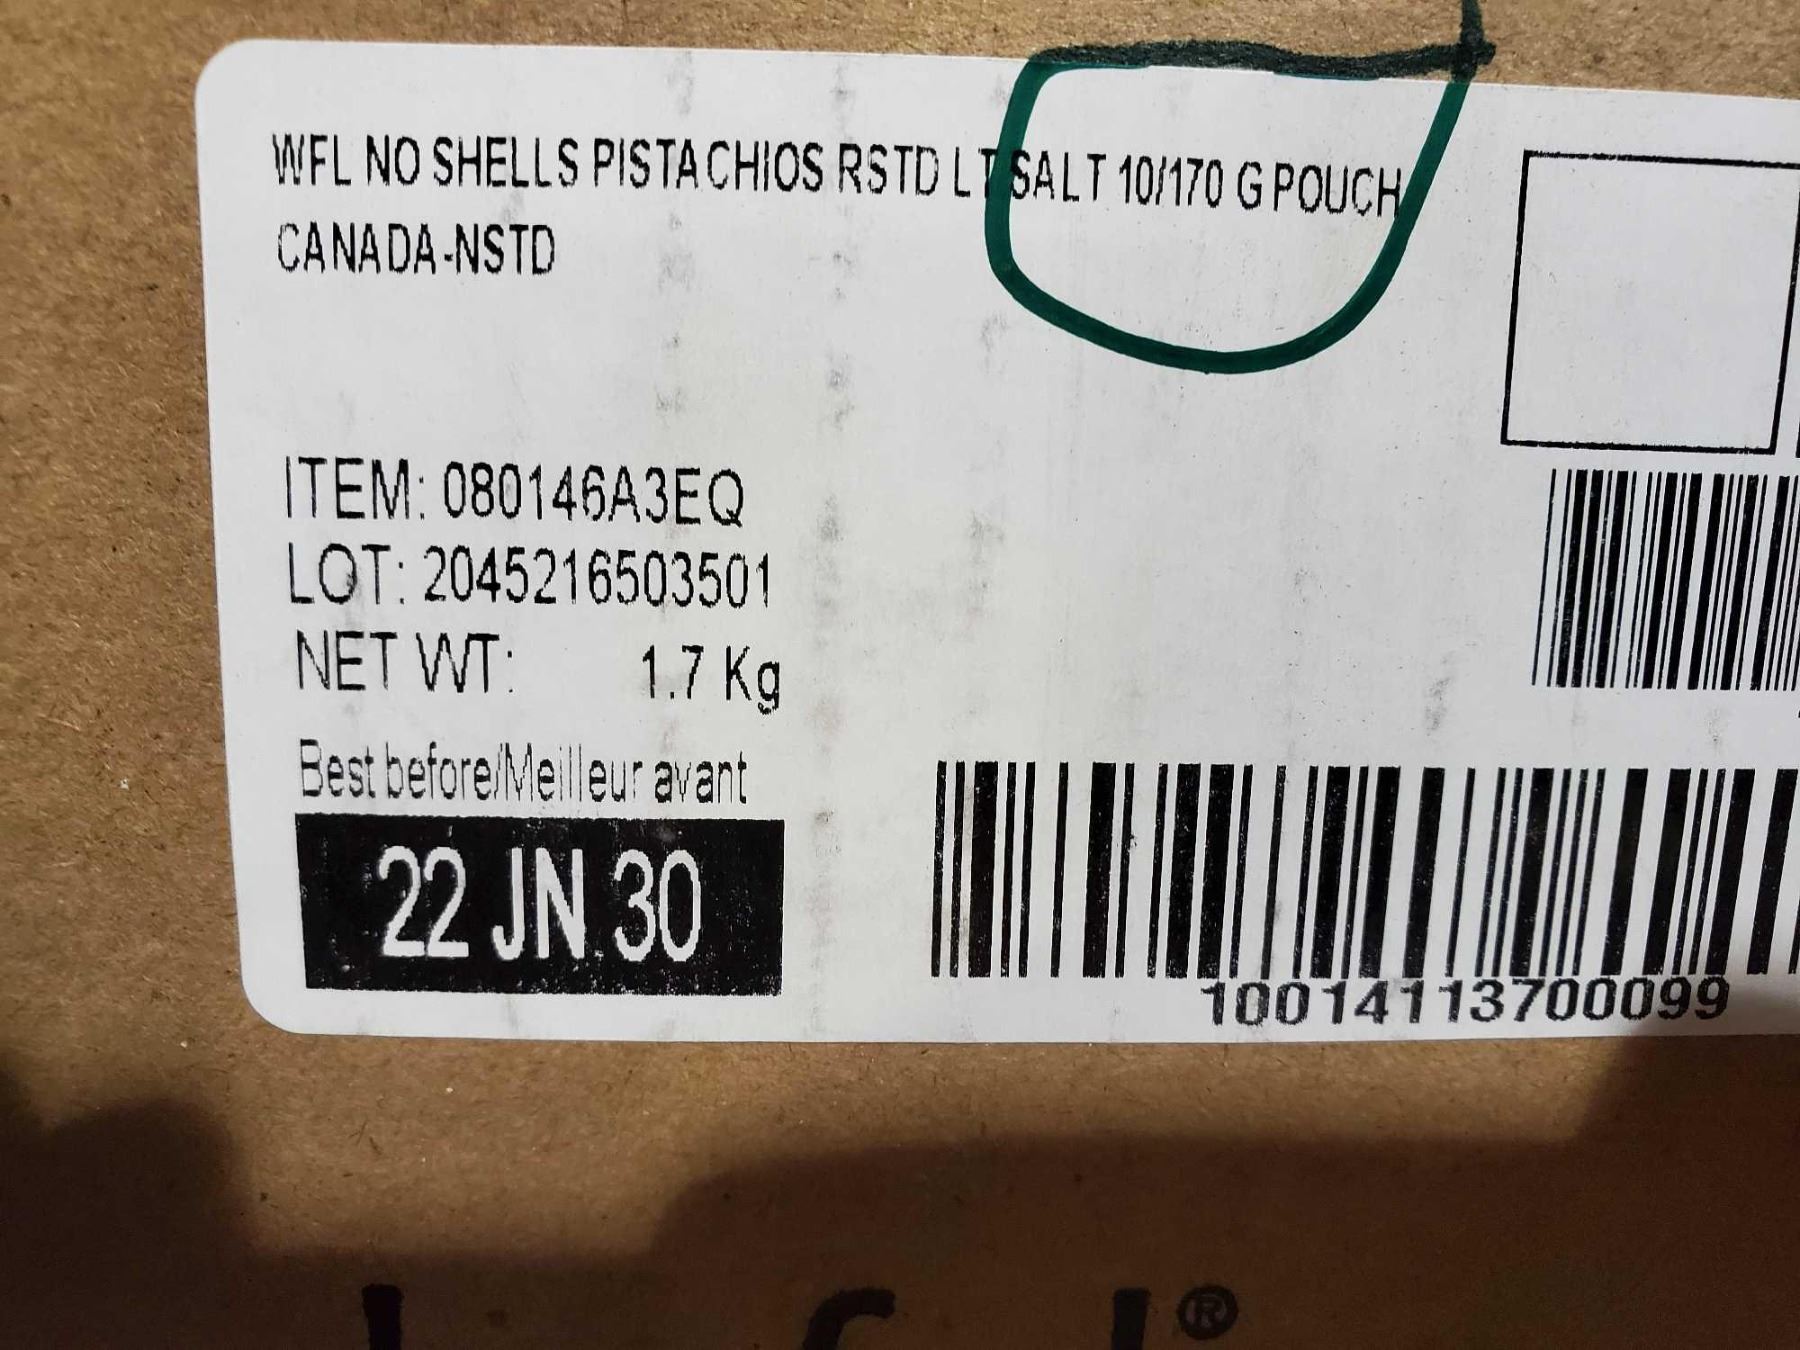 WFL NO SHELLS PISTACHIOS RSTD LT SALT 10/170 G POUCH
CANADA-NSTD
ITEM: 080146A3EQ
LOT: 2045216503501
NET WT: 1.7 Kg
Best before/Meilleur avant
22 JN 30
10014113700099